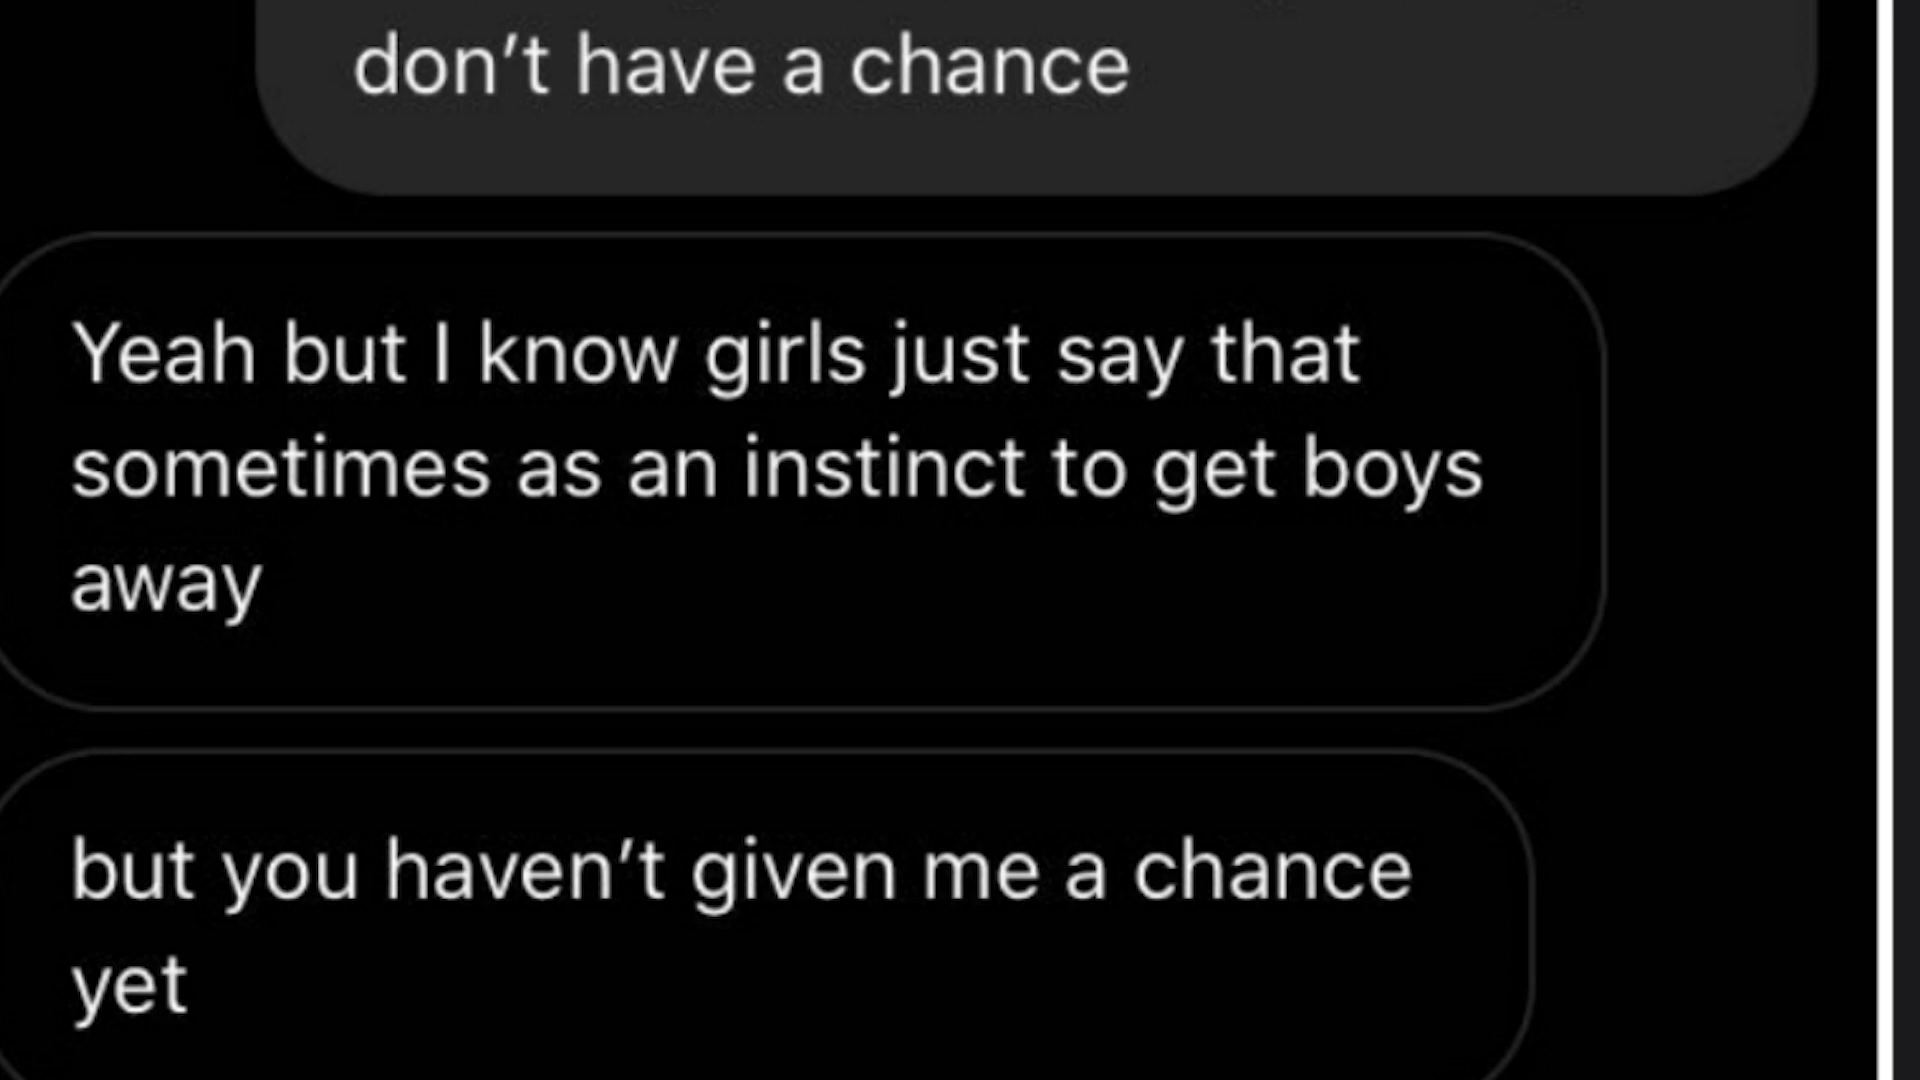 don't have a chance
Yeah but I know girls just say that
sometimes as an instinct to get boys
away
but you haven't given me a chance
yet